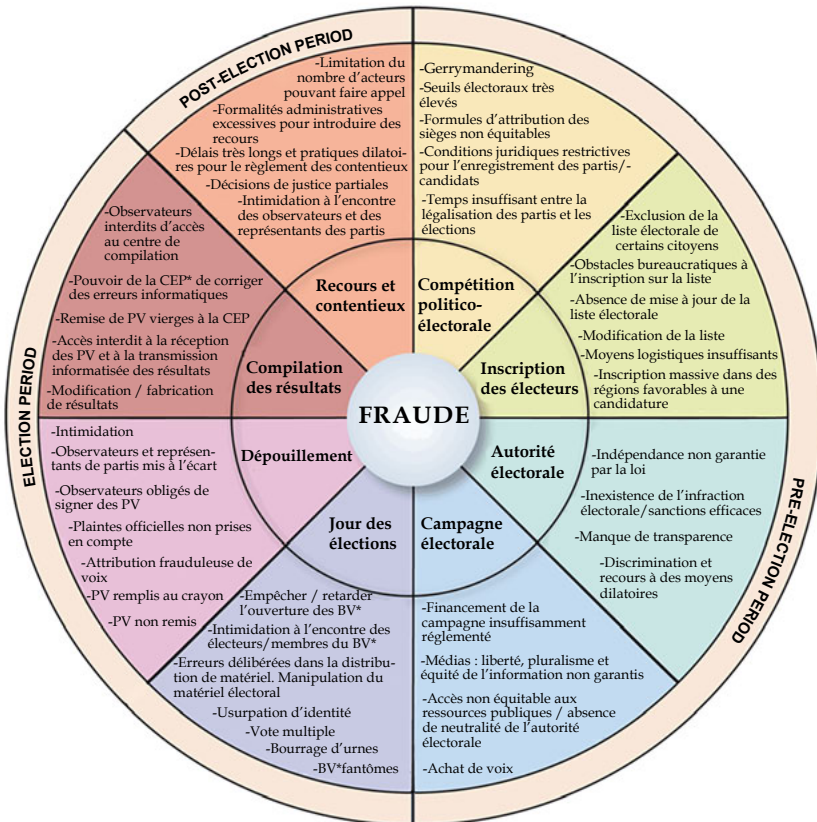 POST-ELECTION PERIOD
-Limitation du
nombre d'acteurs
pouvant faire appel
-Formalités administratives
excessives pour introduire des
recours
-Délais très longs et pratiques dilatoi-
res pour le règlement des contentieux
-Décisions de justice partiales
-Intimidation à l'encontre
des observateurs et des
représentants des partis
Recours et
contentieux
-Gerrymandering
-Seuils électoraux très
élevés
-Formules d'attribution des
sièges non équitables
-Conditions juridiques restrictives
pour l'enregistrement des partis/-
candidats
-Temps insuffisant entre la
légalisation des partis et les
élections
Compétition
politico-
électorale
-Exclusion de la
liste électorale de
certains citoyens
-Obstacles bureaucratiques à
l'inscription sur la liste
-Absence de mise à jour de la
liste électorale
-Modification de la liste
-Moyens logistiques insuffisants
-Inscription massive dans des
régions favorables à une
candidature
Inscription
des électeurs
PRE-ELECTION PERIOD
-Indépendance non garantie
par la loi
-Inexistence de l'infraction
électorale/sanctions efficaces
-Manque de transparence
-Discrimination et
recours à des moyens
dilatoires
Autorité
électorale
Campagne
électorale
-Financement de la
campagne insuffisamment
réglementé
-Médias : liberté, pluralisme et
équité de l'information non garantis
-Accès non équitable aux
ressources publiques / absence
de neutralité de l'autorité
électorale
-Achat de voix
ELECTION PERIOD
Jour des
élections
-Empêcher / retarder
l'ouverture des BV*
-Intimidation à l'encontre des
électeurs/membres du BV*
-Erreurs délibérées dans la distribu-
tion de matériel. Manipulation du
matériel électoral
-Usurpation d'identité
-Vote multiple
-Bourrage d'urnes
-BV*fantômes
Dépouillement
-Intimidation
-Observateurs et représen-
tants de partis mis à l'écart
-Observateurs obligés de
signer des PV
-Plaintes officielles non prises
en compte
-Attribution frauduleuse de
voix
-PV remplis au crayon
-PV non remis
Compilation
des résultats
-Observateurs
interdits d'accès
au centre de
compilation
-Pouvoir de la CEP* de corriger
des erreurs informatiques
-Remise de PV vierges à la CEP
-Accès interdit à la réception
des PV et à la transmission
informatisée des résultats
-Modification / fabrication
de résultats
FRAUDE